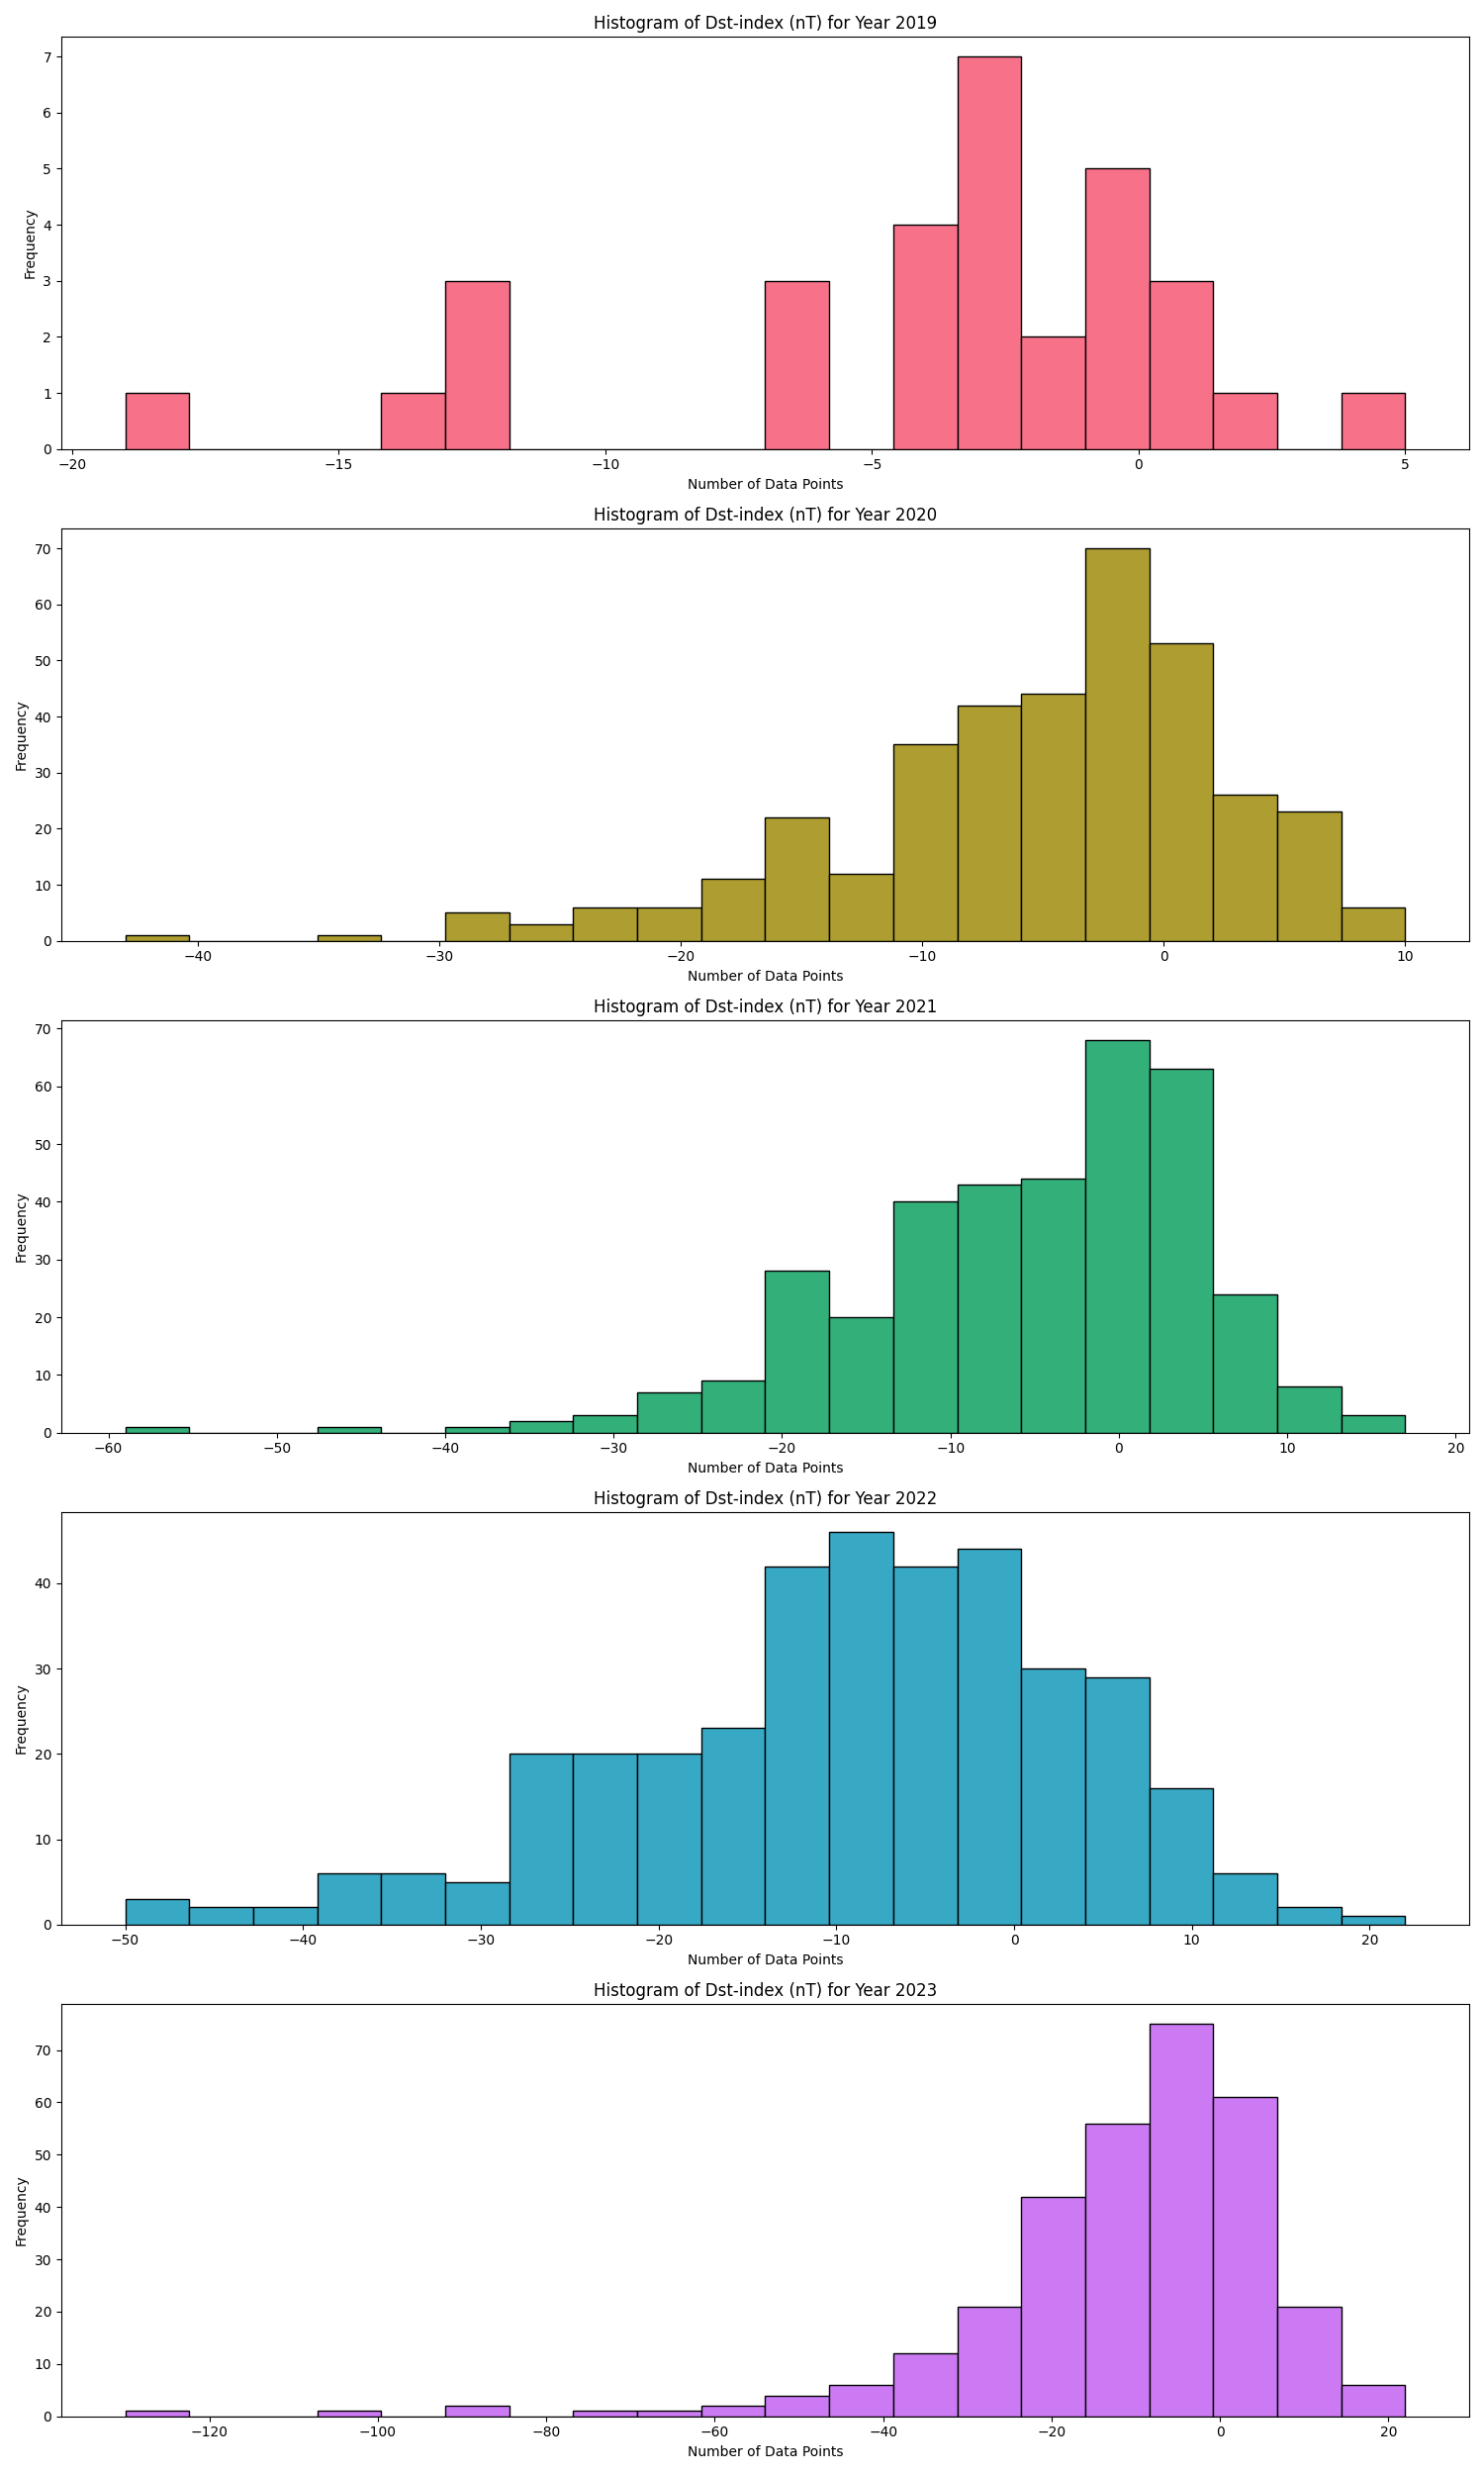 Histogram of Dst-index (nT) for Year 2019
7
6
5
4
3
2
1
0
Frequency
−20 −15 −10 −5 0 5
Number of Data Points
Histogram of Dst-index (nT) for Year 2020
70
60
50
40
30
20
10
0
Frequency
−40 −30 −20 −10 0 10
Number of Data Points
Histogram of Dst-index (nT) for Year 2021
70
60
50
40
30
20
10
0
Frequency
−60 −50 −40 −30 −20 −10 0 10 20
Number of Data Points
Histogram of Dst-index (nT) for Year 2022
40
30
20
10
0
Frequency
−50 −40 −30 −20 −10 0 10 20
Number of Data Points
Histogram of Dst-index (nT) for Year 2023
70
60
50
40
30
20
10
0
Frequency
−120 −100 −80 −60 −40 −20 0 20
Number of Data Points